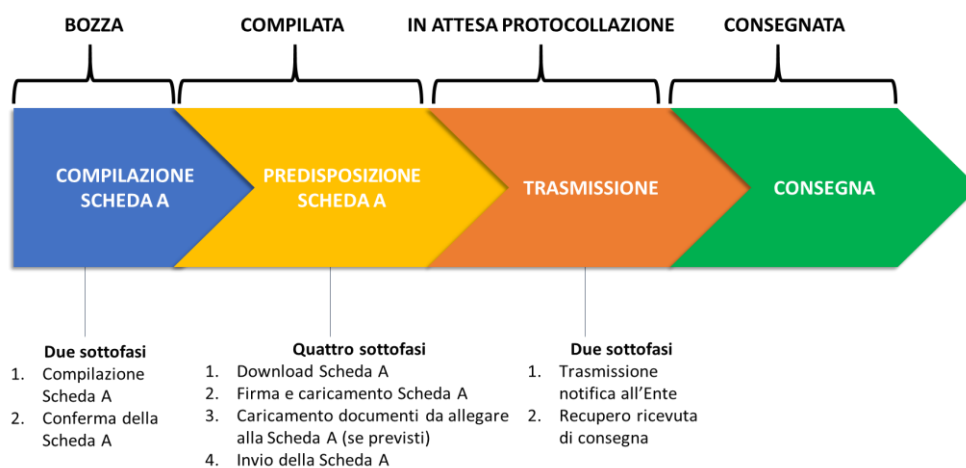 BOZZA
COMPILATA
IN ATTESA PROTOCOLLAZIONE
CONSEGNATA
COMPILAZIONE
SCHEDA A
PREDISPOSIZIONE
SCHEDA A
TRASMISSIONE
CONSEGNA
Due sottofasi
1. Compilazione
Scheda A
2. Conferma della
Scheda A
Quattro sottofasi
1. Download Scheda A
2. Firma e caricamento Scheda A
3. Caricamento documenti da allegare
alla Scheda A (se previsti)
4. Invio della Scheda A
Due sottofasi
1. Trasmissione
notifica all'Ente
2. Recupero ricevuta
di consegna